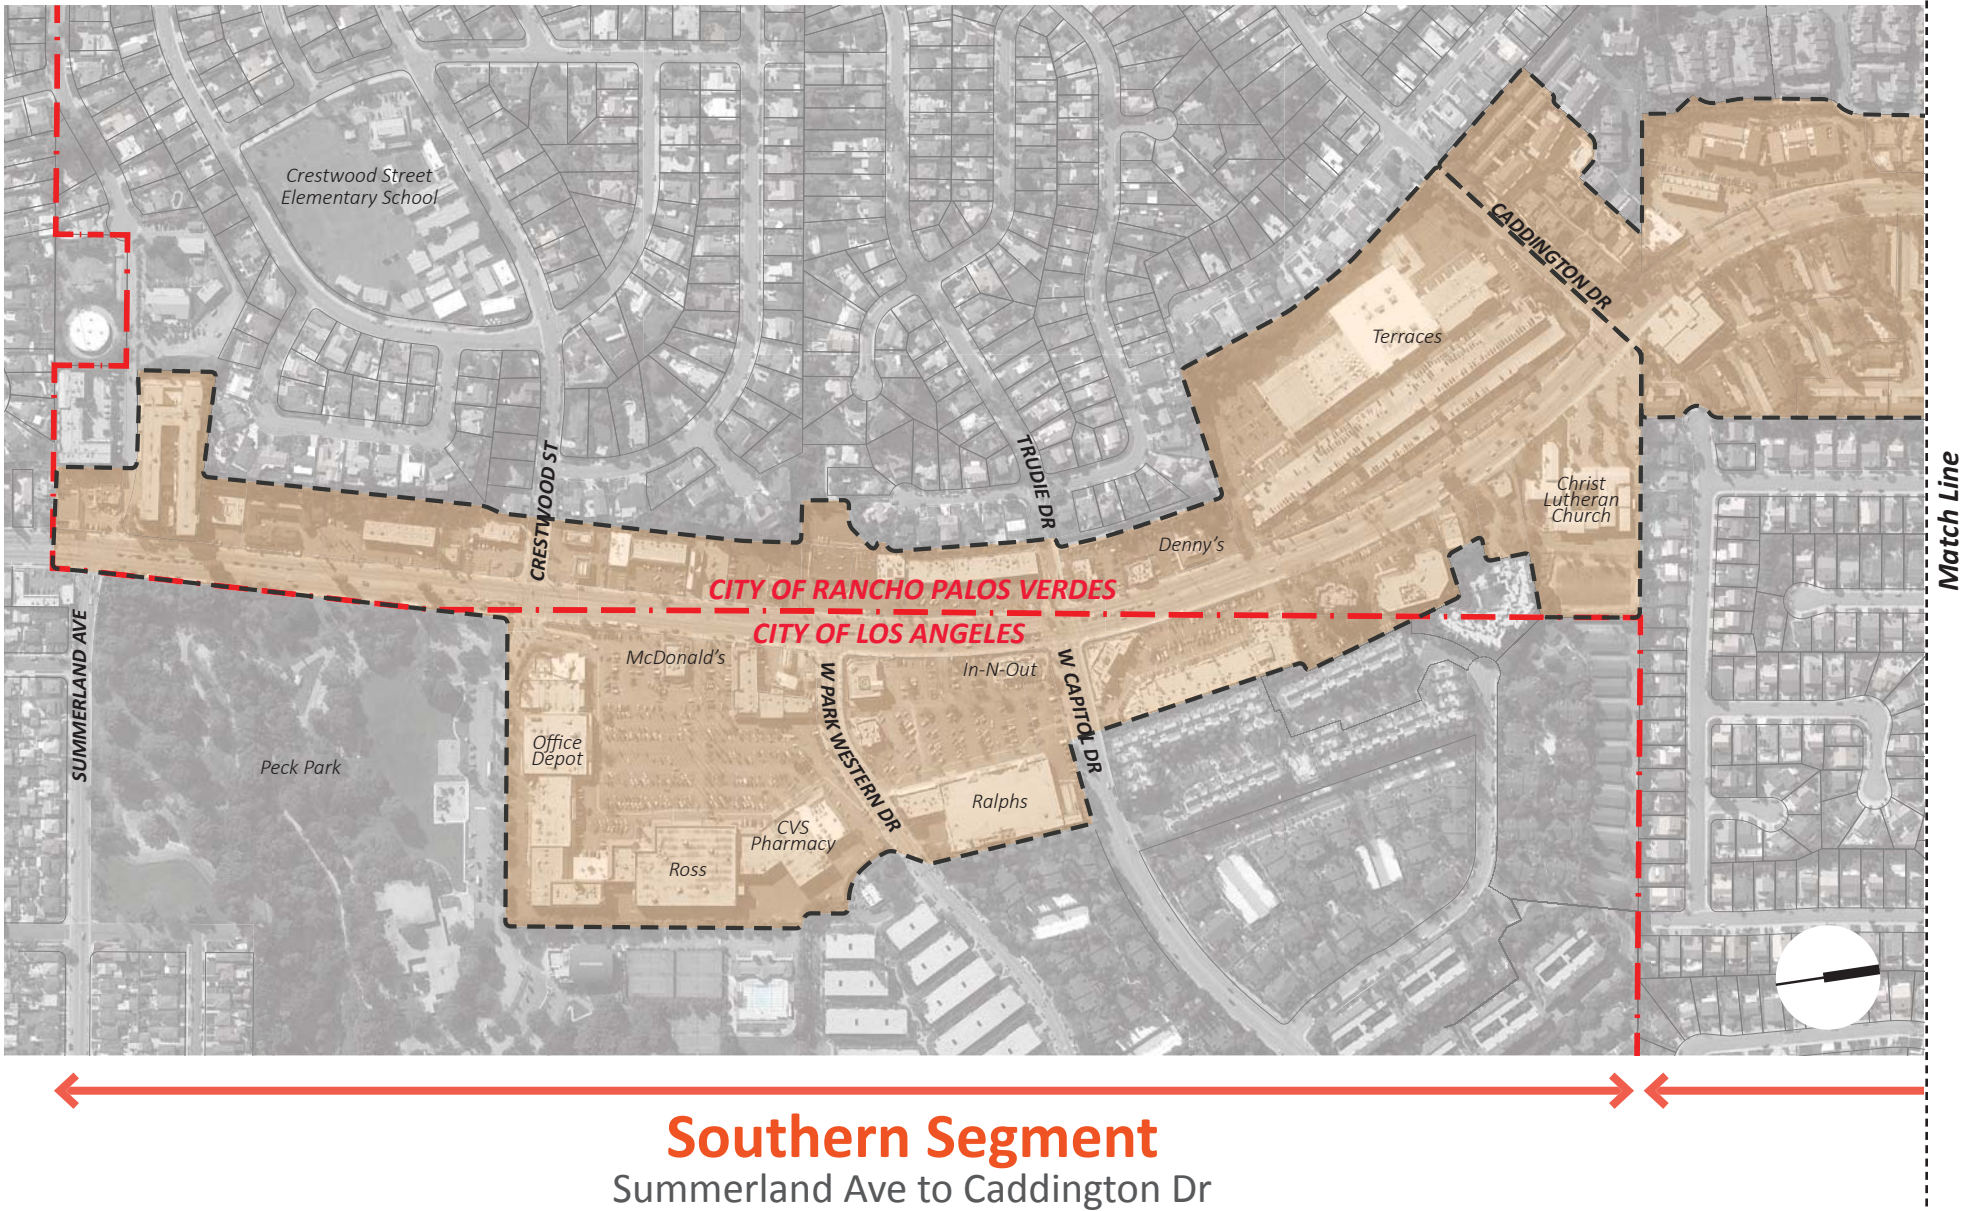 Crestwood Street
Elementary School
CADDINGTON DR
Terraces
CRESTWOOD ST
TRUDIE DR
Christ
Lutheran
Church
Denny's
Match Line
CITY OF RANCHO PALOS VERDES
CITY OF LOS ANGELES
SUMMERLAND AVE
McDonald's
In-N-Out
W PARK WESTERN DR
W CAPITOL DR
Office
Depot
Peck Park
Ralphs
CVS
Pharmacy
Ross
Southern Segment
Summerland Ave to Caddington Dr